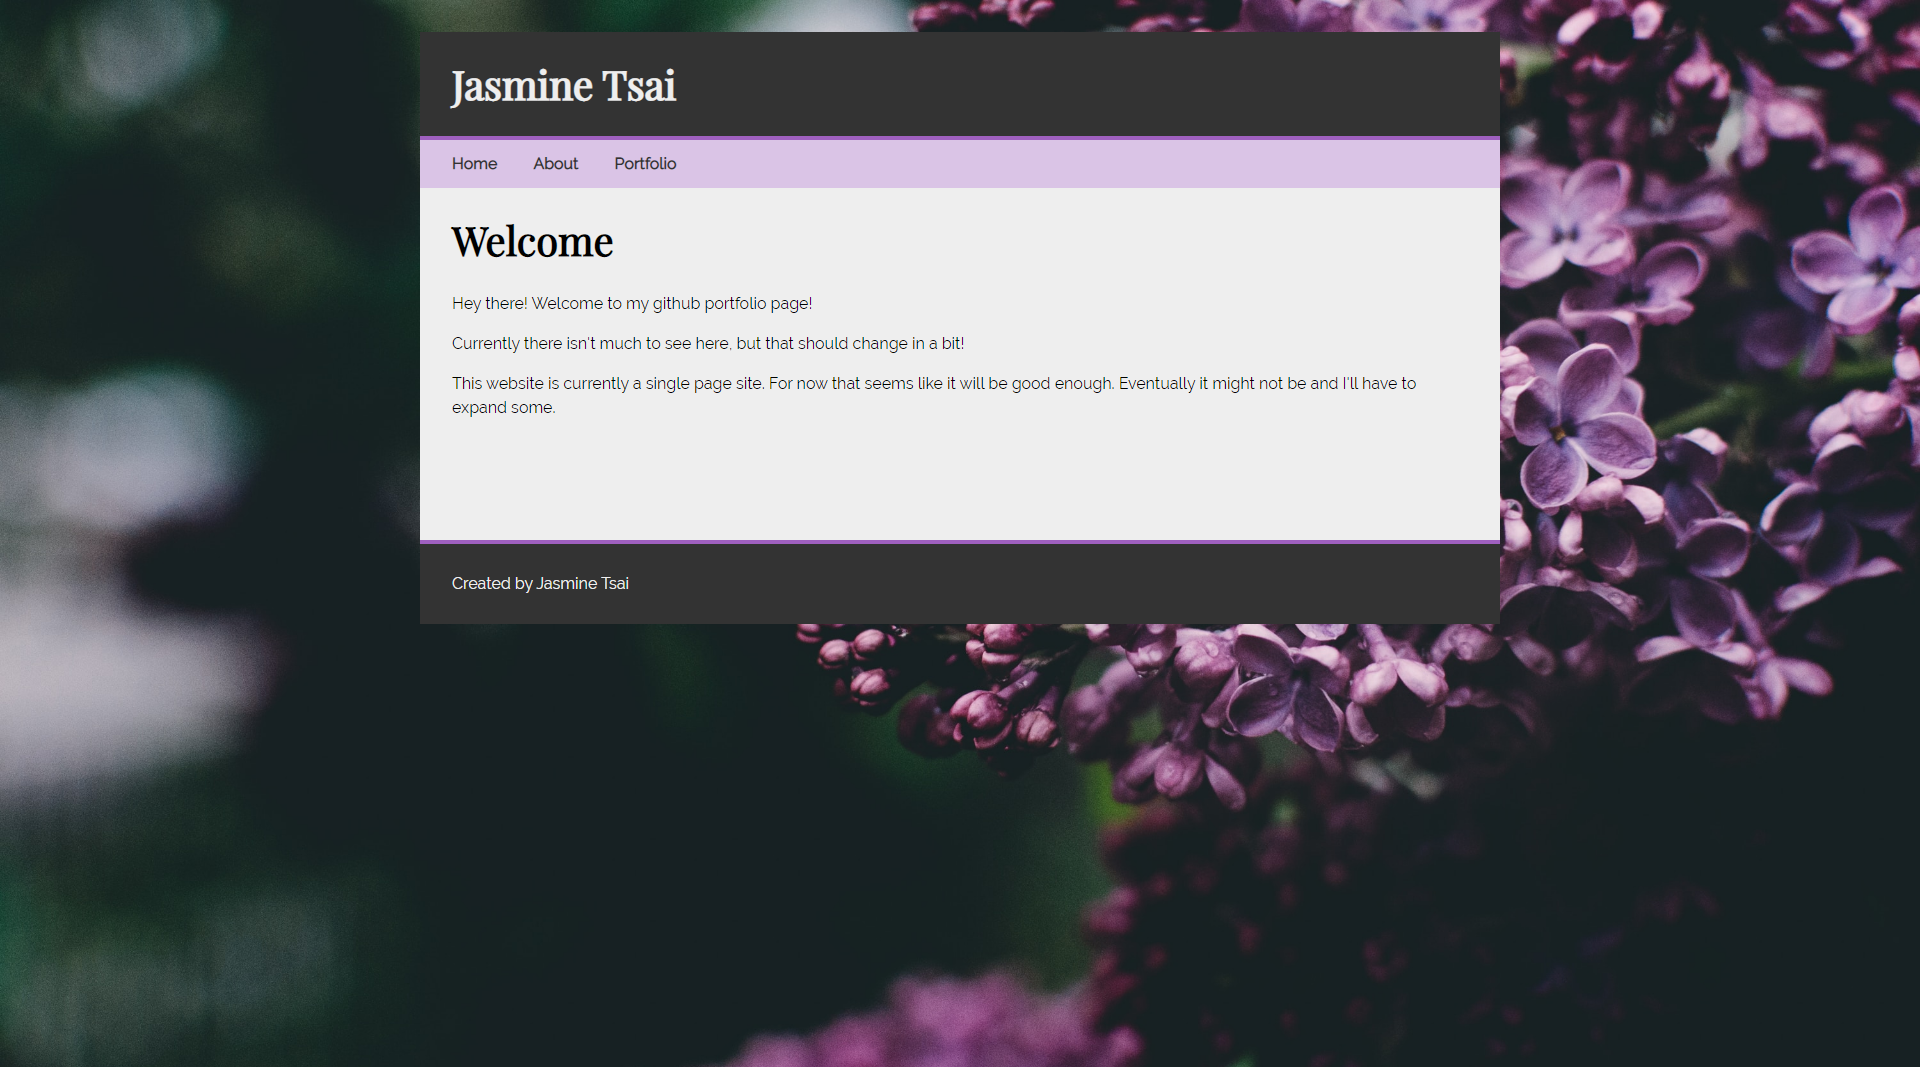 Jasmine Tsai
Home About Portfolio
Welcome
Hey there! Welcome to my github portfolio page!
Currently there isn't much to see here, but that should change in a bit!
This website is currently a single page site. For now that seems like it will be good enough. Eventually it might not be and I'll have to
expand some.
Created by Jasmine Tsai